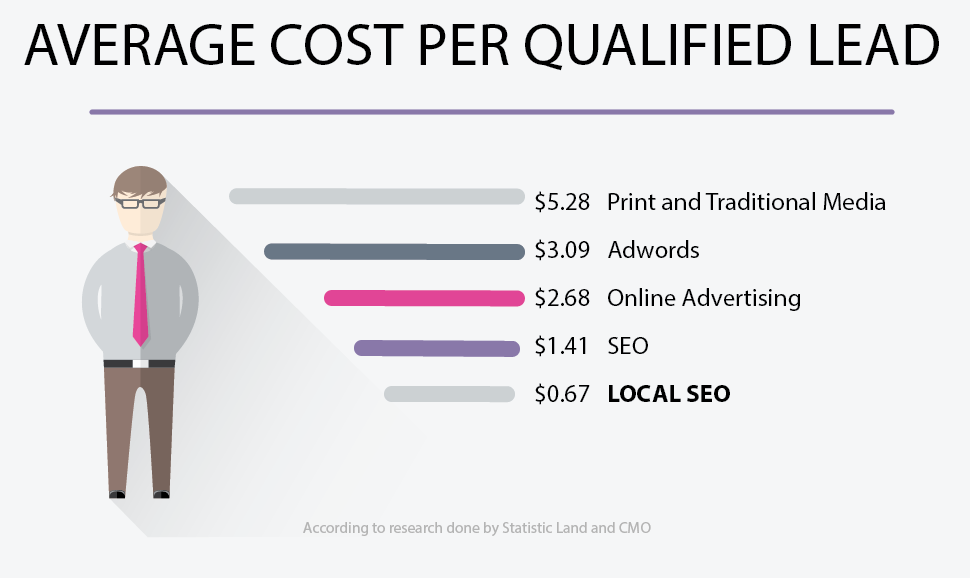 AVERAGE COST PER QUALIFIED LEAD
$5.28 Print and Traditional Media
$3.09 Adwords
$2.68 Online Advertising
$1.41 SEO
$0.67 LOCAL SEO
According to research done by Statistic Land and CMO